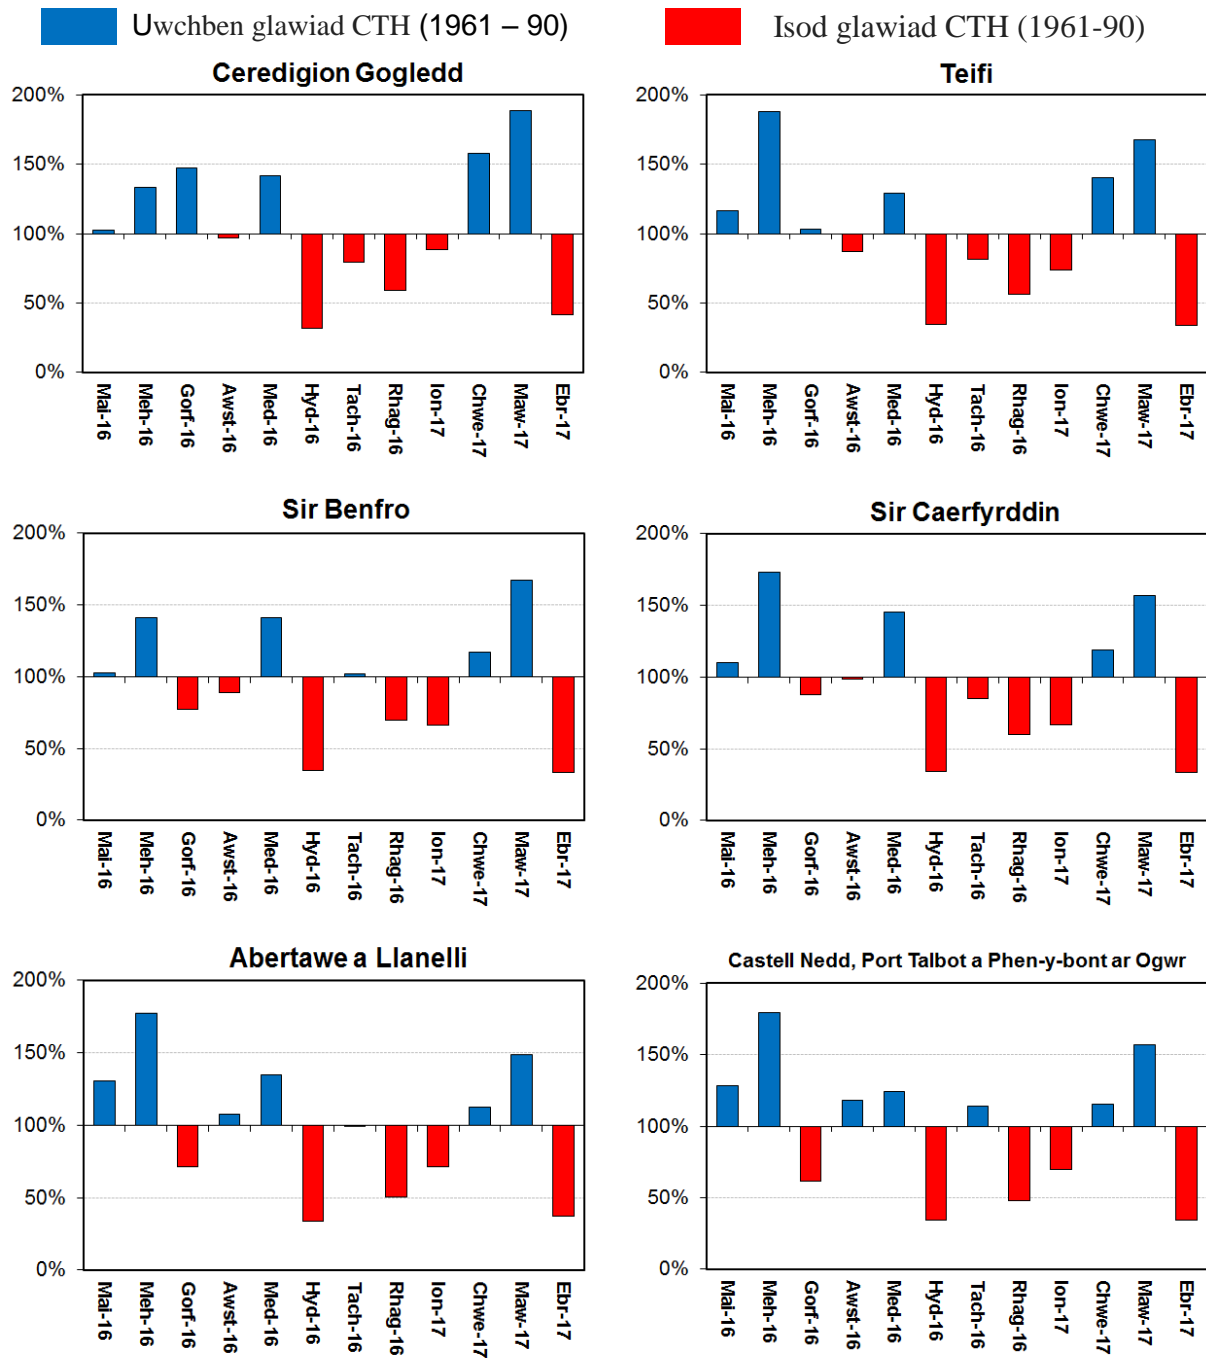 Uwchben glawiad CTH (1961 – 90)
Isod glawiad CTH (1961-90)
Ceredigion Gogledd
200%
150%
100%
50%
0%
Mai-16
Meh-16
Gorf-16
Awst-16
Med-16
Hyd-16
Tach-16
Rhag-16
Ion-17
Chwe-17
Maw-17
Ebr-17
Teifi
200%
150%
100%
50%
0%
Mai-16
Meh-16
Gorf-16
Awst-16
Med-16
Hyd-16
Tach-16
Rhag-16
Ion-17
Chwe-17
Maw-17
Ebr-17
Sir Benfro
200%
150%
100%
50%
0%
Mai-16
Meh-16
Gorf-16
Awst-16
Med-16
Hyd-16
Tach-16
Rhag-16
Ion-17
Chwe-17
Maw-17
Ebr-17
Sir Caerfyrddin
200%
150%
100%
50%
0%
Mai-16
Meh-16
Gorf-16
Awst-16
Med-16
Hyd-16
Tach-16
Rhag-16
Ion-17
Chwe-17
Maw-17
Ebr-17
Abertawe a Llanelli
200%
150%
100%
50%
0%
Mai-16
Meh-16
Gorf-16
Awst-16
Med-16
Hyd-16
Tach-16
Rhag-16
Ion-17
Chwe-17
Maw-17
Ebr-17
Castell Nedd, Port Talbot a Phen-y-bont ar Ogwr
200%
150%
100%
50%
0%
Mai-16
Meh-16
Gorf-16
Awst-16
Med-16
Hyd-16
Tach-16
Rhag-16
Ion-17
Chwe-17
Maw-17
Ebr-17